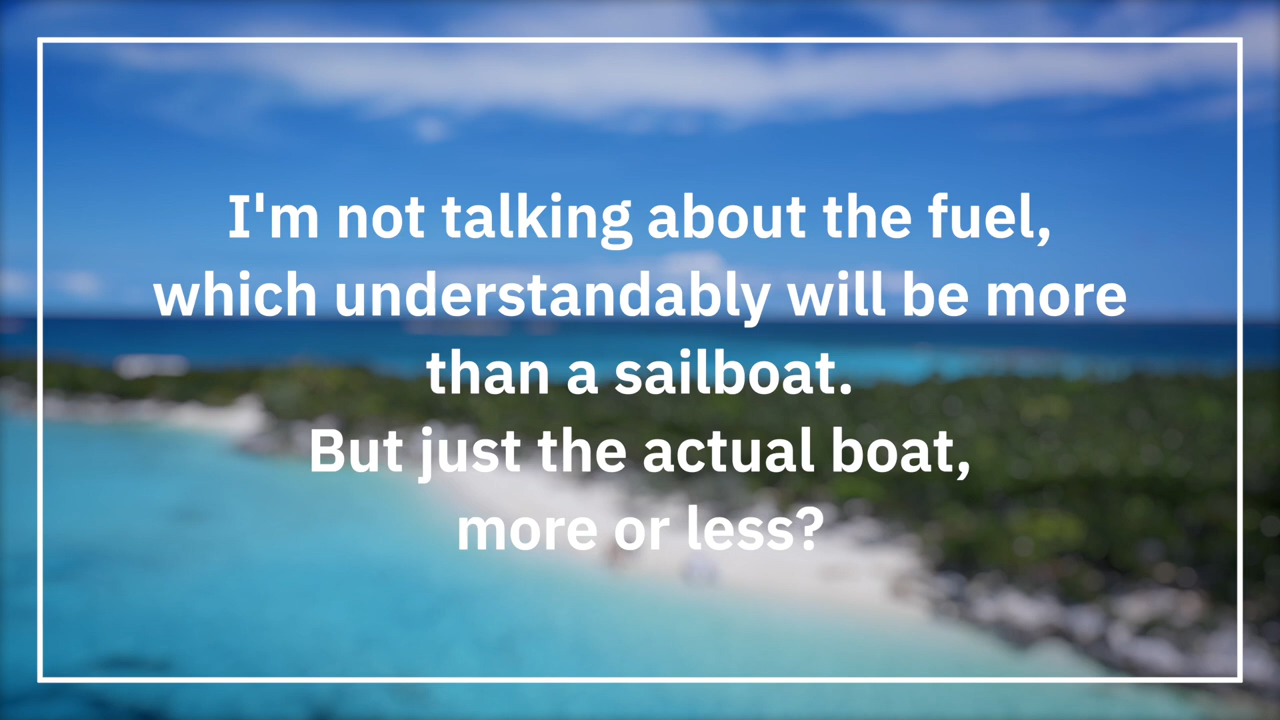 I'm not talking about the fuel,
which understandably will be more
than a sailboat.
But just the actual boat,
more or less?